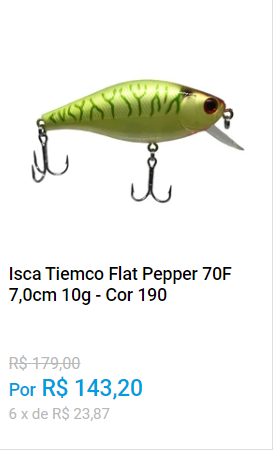 Isca Tiemco Flat Pepper 70F
7,0cm 10g - Cor 190
R$ 179,00
Por R$ 143,20
6 x de R$ 23,87